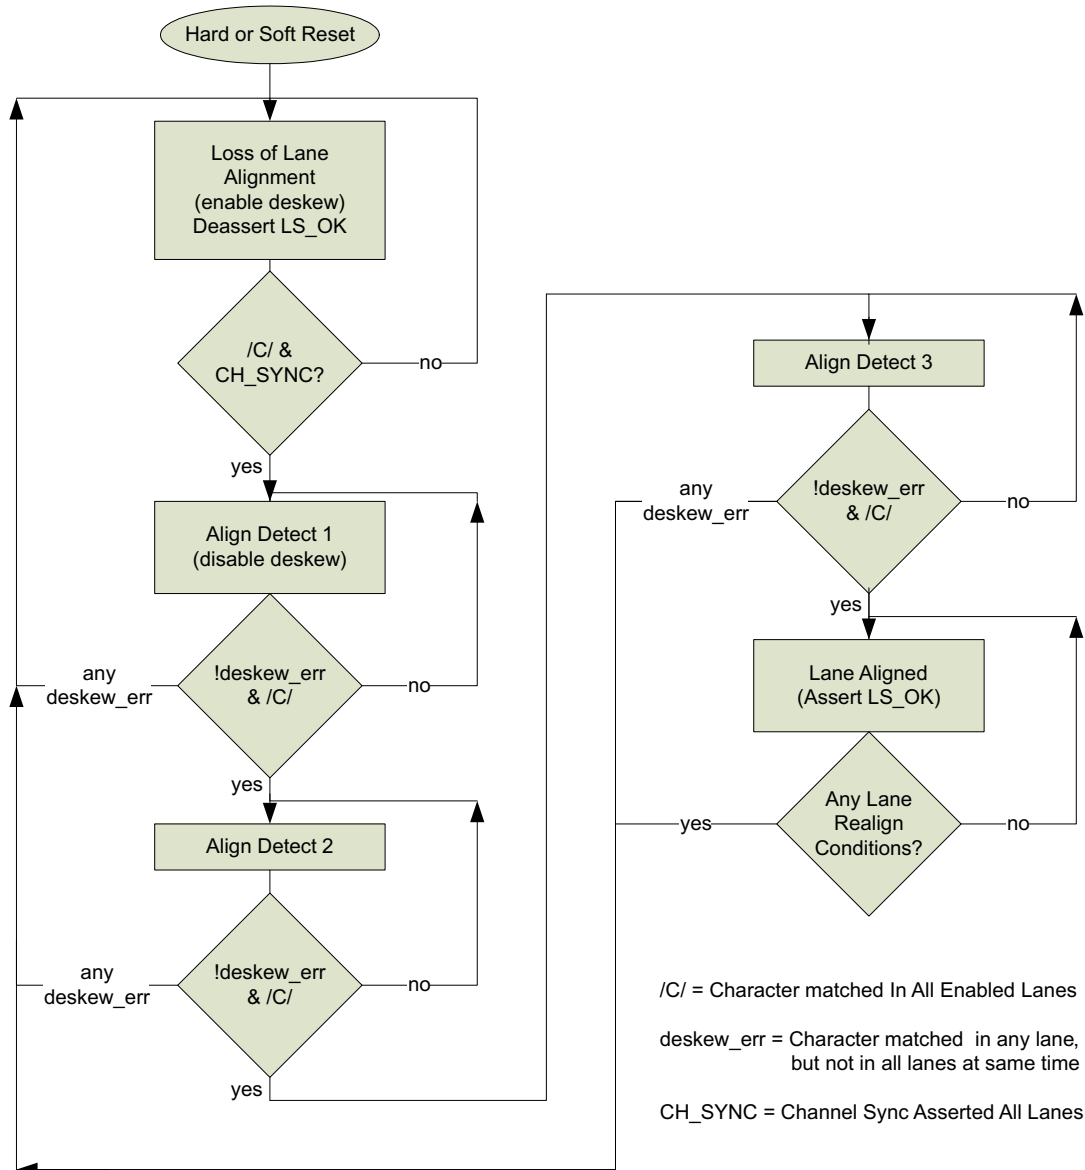 Hard or Soft Reset
Loss of Lane
Alignment
(enable deskew)
Deassert LS_OK
/C/ &
CH_SYNC?
no
yes
Align Detect 1
(disable deskew)
!deskew_err
& /C/
any
deskew_err
no
yes
Align Detect 2
!deskew_err
& /C/
any
deskew_err
no
yes
Align Detect 3
!deskew_err
& /C/
any
deskew_err
no
yes
Lane Aligned
(Assert LS_OK)
Any Lane
Realign
Conditions?
yes
no
/C/ = Character matched In All Enabled Lanes
deskew_err = Character matched in any lane,
but not in all lanes at same time
CH_SYNC = Channel Sync Asserted All Lanes